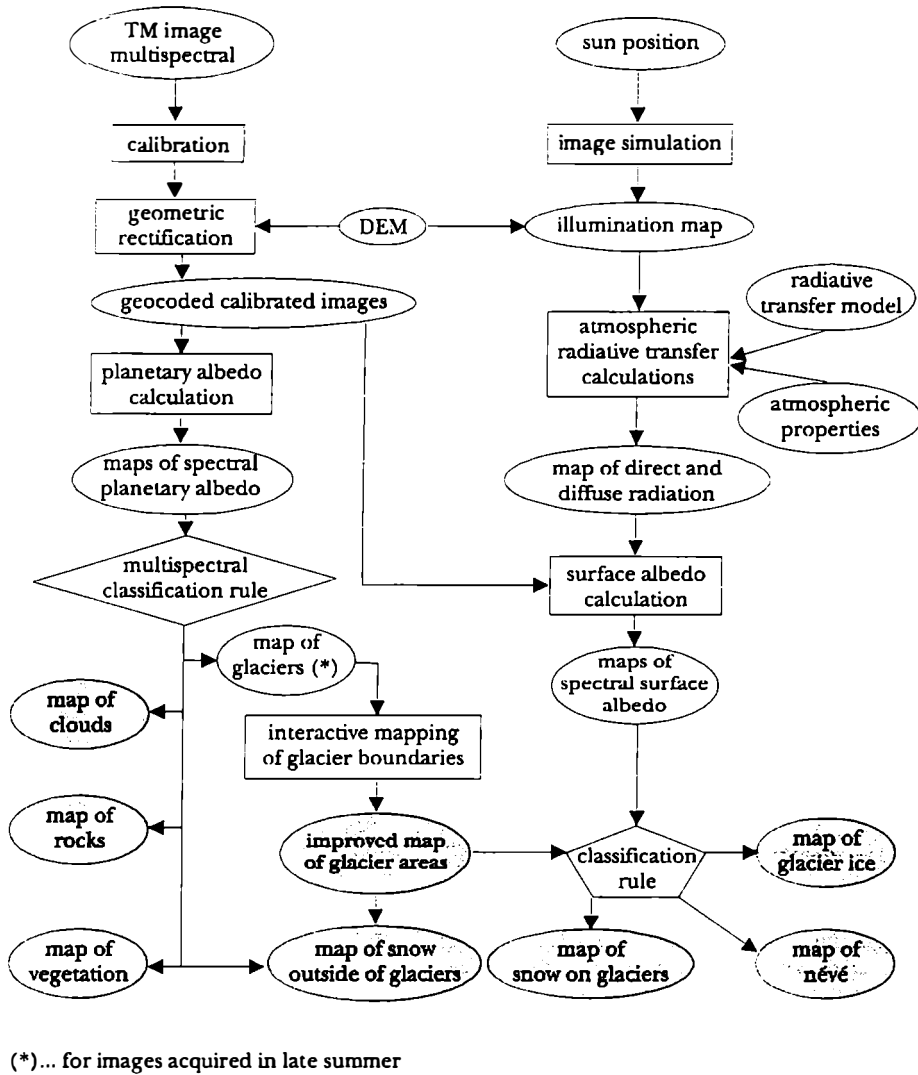 TM image
multispectral
sun position
calibration
image simulation
geometric
rectification
DEM
illumination map
geocoded calibrated images
radiative
transfer model
atmospheric
radiative transfer
calculations
planetary albedo
calculation
atmospheric
properties
maps of spectral
planetary albedo
map of direct and
diffuse radiation
multispectral
classification rule
surface albedo
calculation
map of
glaciers (*)
maps of
spectral surface
albedo
map of
clouds
interactive mapping
of glacier boundaries
map of
rocks
improved map
of glacier areas
classification
rule
map of
glacier ice
map of
vegetation
map of snow
outside of glaciers
map of
snow on glaciers
map of
névé
(*)... for images acquired in late summer